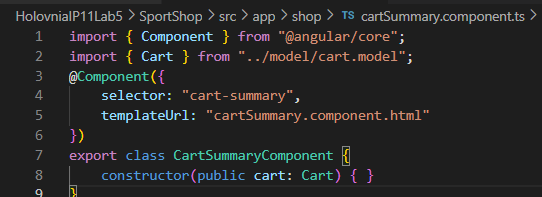 HolovniaIP11Lab5 > SportShop > src > app > shop > TS cartSummary.component.ts >
1 import { Component } from "@angular/core";
2 import { Cart } from "../model/cart.model";
3 @Component({
4 selector: "cart-summary",
5 templateUrl: "cartSummary.component.html"
6 })
7 export class CartSummaryComponent {
8 constructor(public cart: Cart) { }
9 }